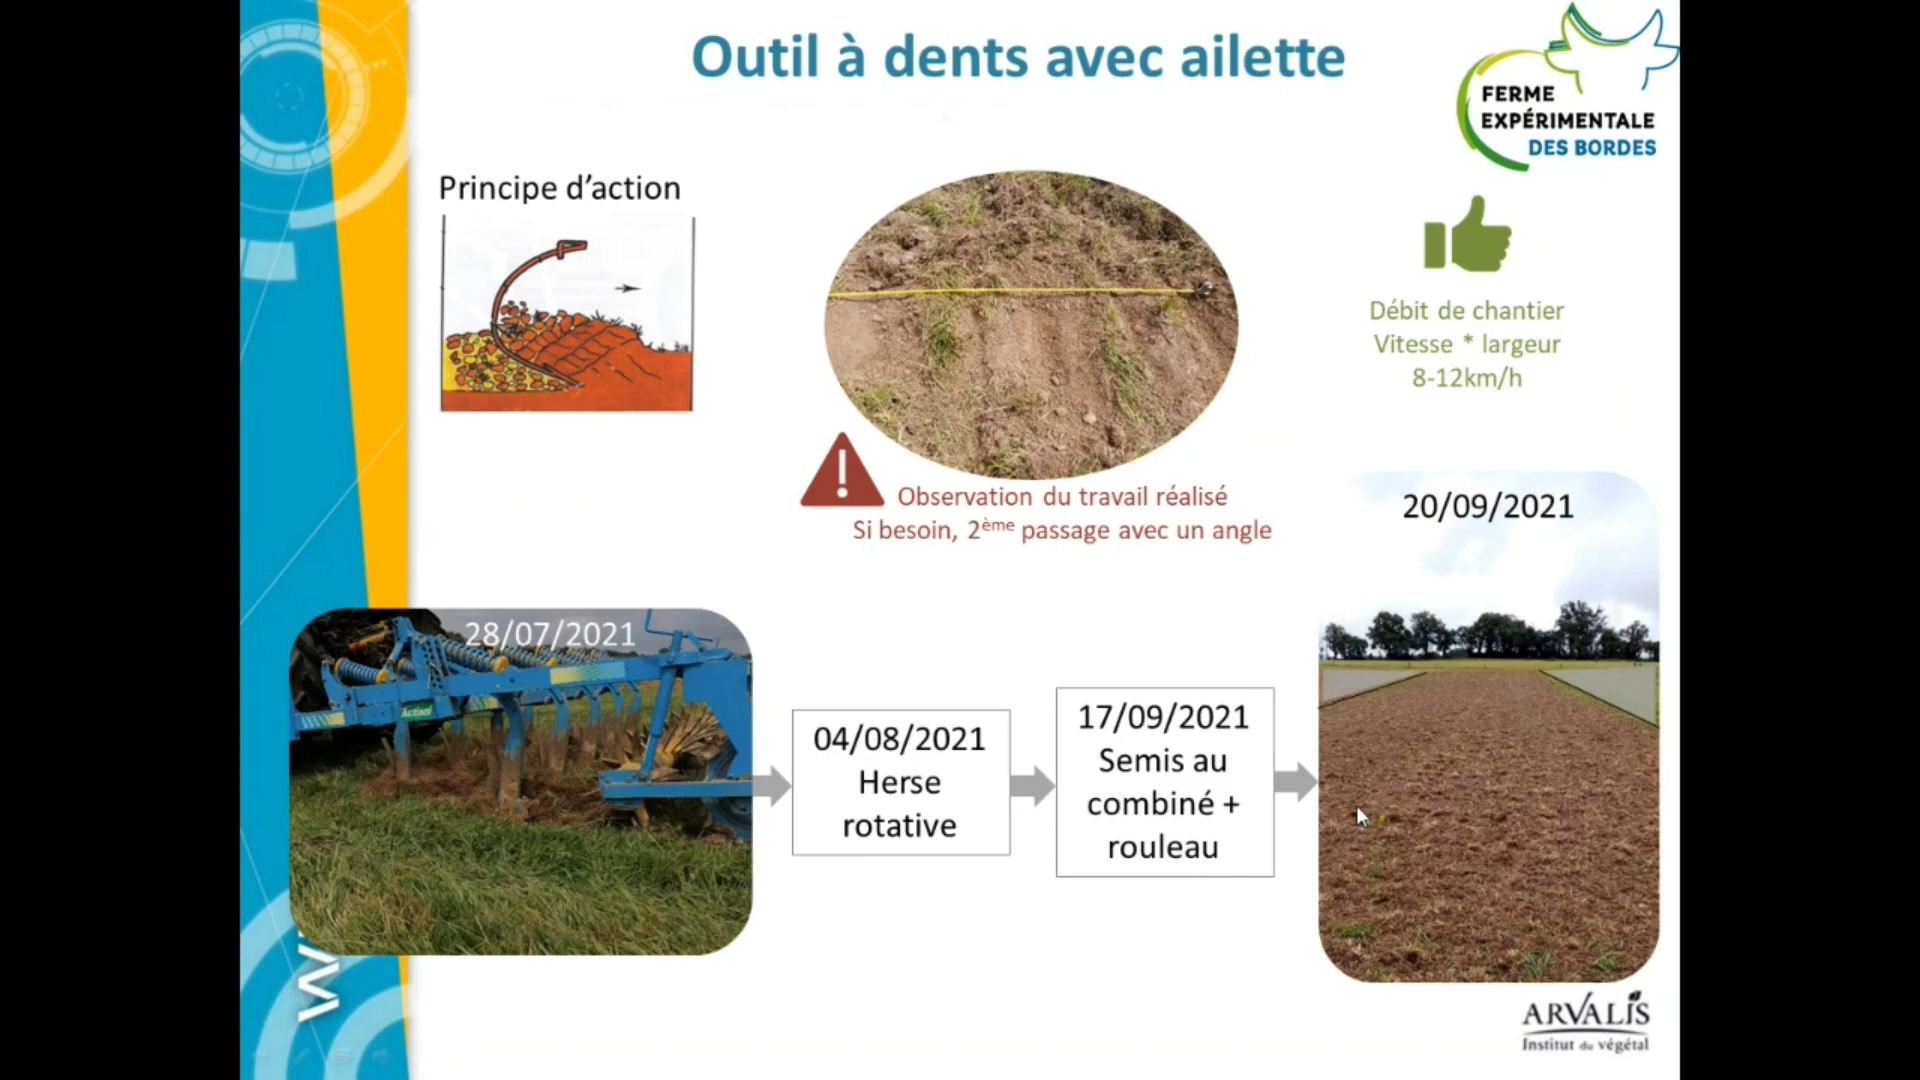 Outil à dents avec ailette
FERME
EXPÉRIMENTALE
DES BORDES
Principe d’action
Débit de chantier
Vitesse * largeur
8-12km/h
Observation du travail réalisé
Si besoin, 2ème passage avec un angle
20/09/2021
28/07/2021
Actisol
04/08/2021
Herse
rotative
17/09/2021
Semis au
combiné +
rouleau
ARVALIS
Institut du végétal